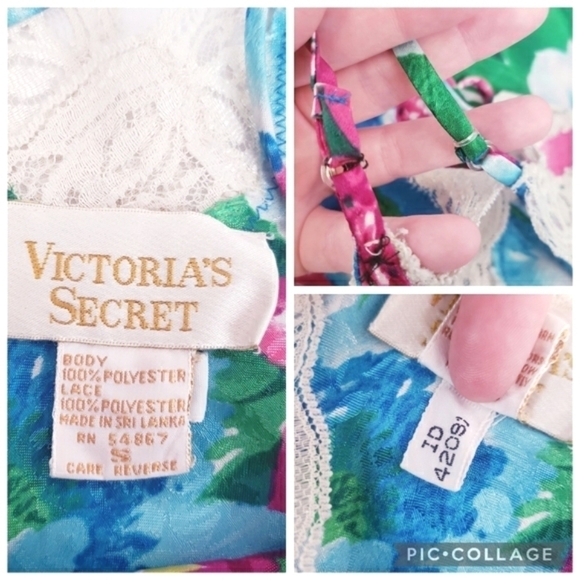 VICTORIA'S
SECRET
BODY
100% POLYESTER
LACE
100% POLYESTER
MADE IN SRI LANKA
RN 54867
S
CARE REVERSE
ID
42091
PIC•COLLAGE